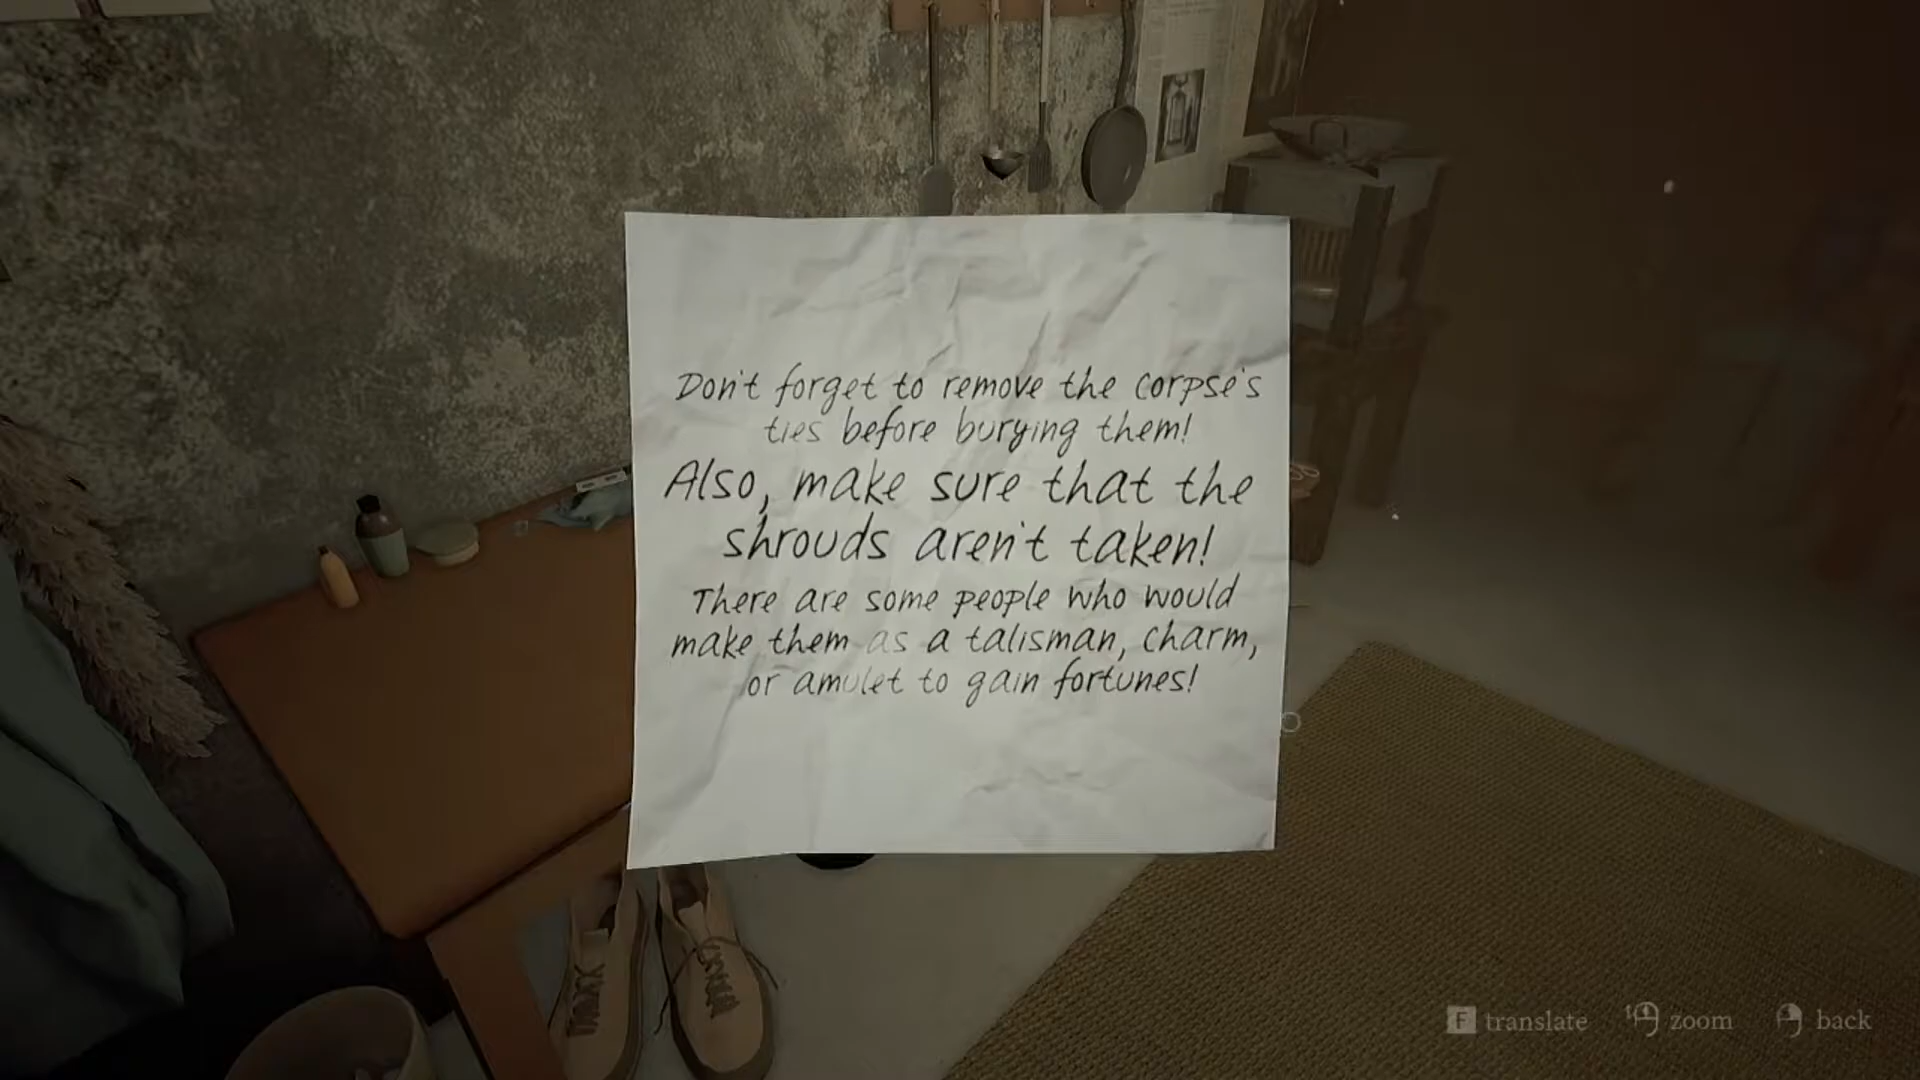 Don't forget to remove the corpse's
ties before burying them!
Also, make sure that the
shrouds aren't taken!
There are some people who would
make them as a talisman, charm,
or amulet to gain fortunes!
F translate zoom back